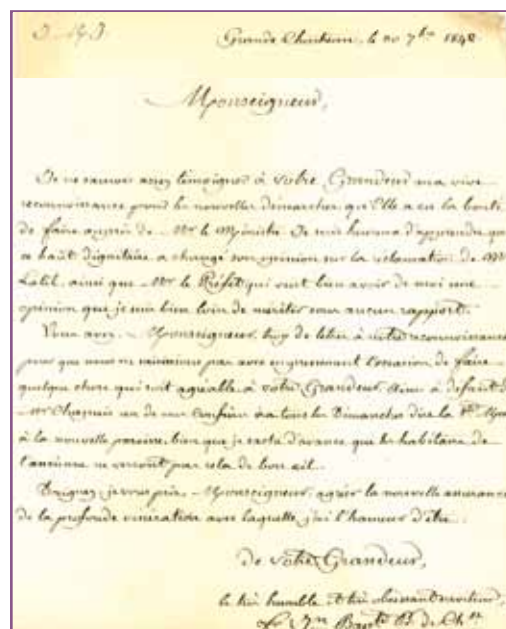 Grande Chartreuse, le 20 7bre 1842
Monseigneur,
Je ne saurais assez témoigner à votre Grandeur ma vive
reconnaissance pour les nouvelles démarches qu'Elle a eu la bonté
de faire auprès de Mr le Ministre. Je suis heureux d'apprendre que
ce haut dignitaire a changé son opinion sur la réclamation de Mr
ainsi que Mr le Préfet qui veut bien avoir de moi une
opinion que je suis bien loin de mériter sous aucun rapport.
Vous avez, Monseigneur, trop de titres à notre reconnaissance
pour que nous ne saisissions pas avec empressement l'occasion de faire
quelque chose qui soit agréable à votre Grandeur. Ainsi à défaut de
Mr un de nos Confrères ira tous les Dimanches dire la Ste
à la nouvelle paroisse, bien que je sache d'avance que les habitans de
l'ancienne ne verront pas cela de bon œil.
Daignez, je vous prie, Monseigneur, agréer la nouvelle assurance
de la profonde vénération avec laquelle j'ai l'honneur d'être
de votre Grandeur,
le très humble et très obéissant serviteur,